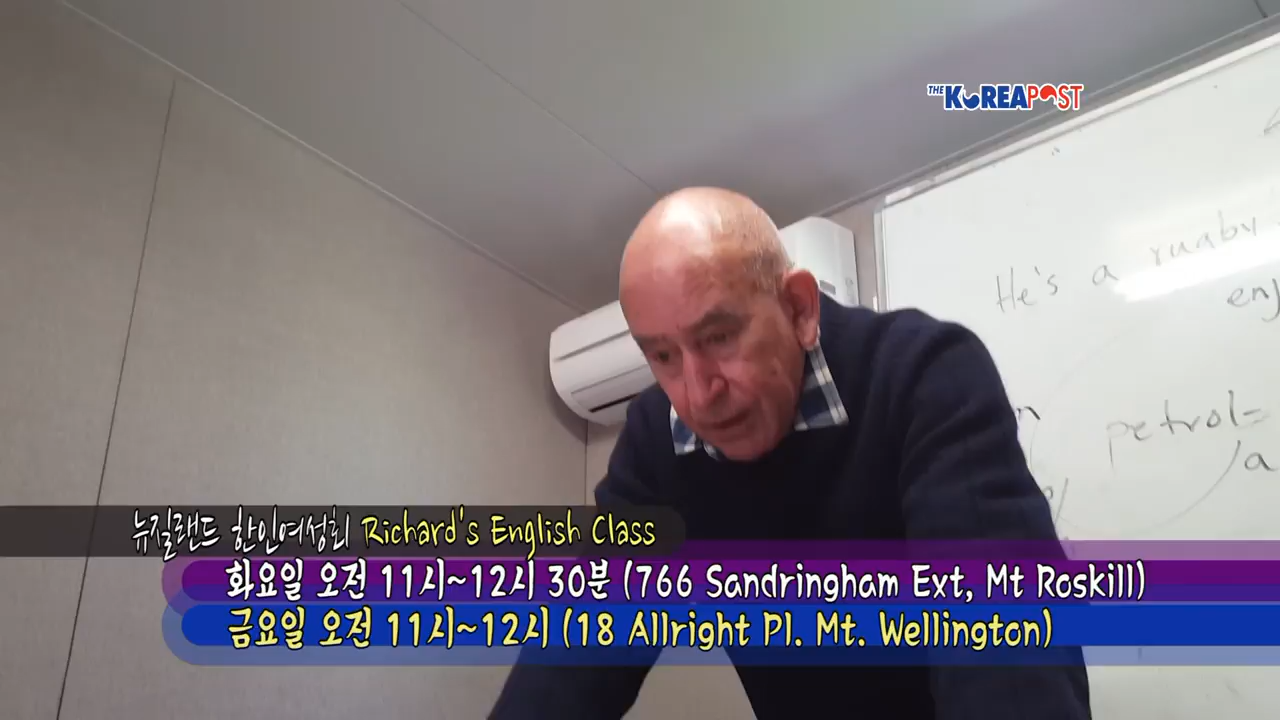 THE KOREAPOST
He's a rugby
enj
petrol=
a
뉴질랜드 한인여성회 Richard's English Class
화요일 오전 11시~12시 30분 (766 Sandringham Ext, Mt Roskill)
금요일 오전 11시~12시 (18 Allright Pl. Mt. Wellington)